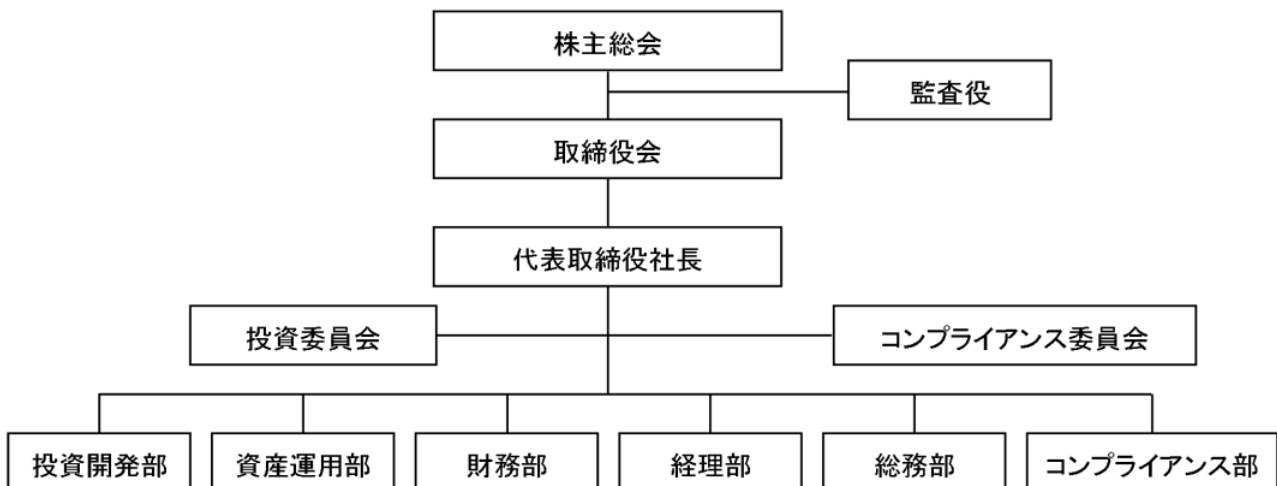 株主総会
監査役
取締役会
代表取締役社長
投資委員会
コンプライアンス委員会
投資開発部
資産運用部
財務部
経理部
総務部
コンプライアンス部